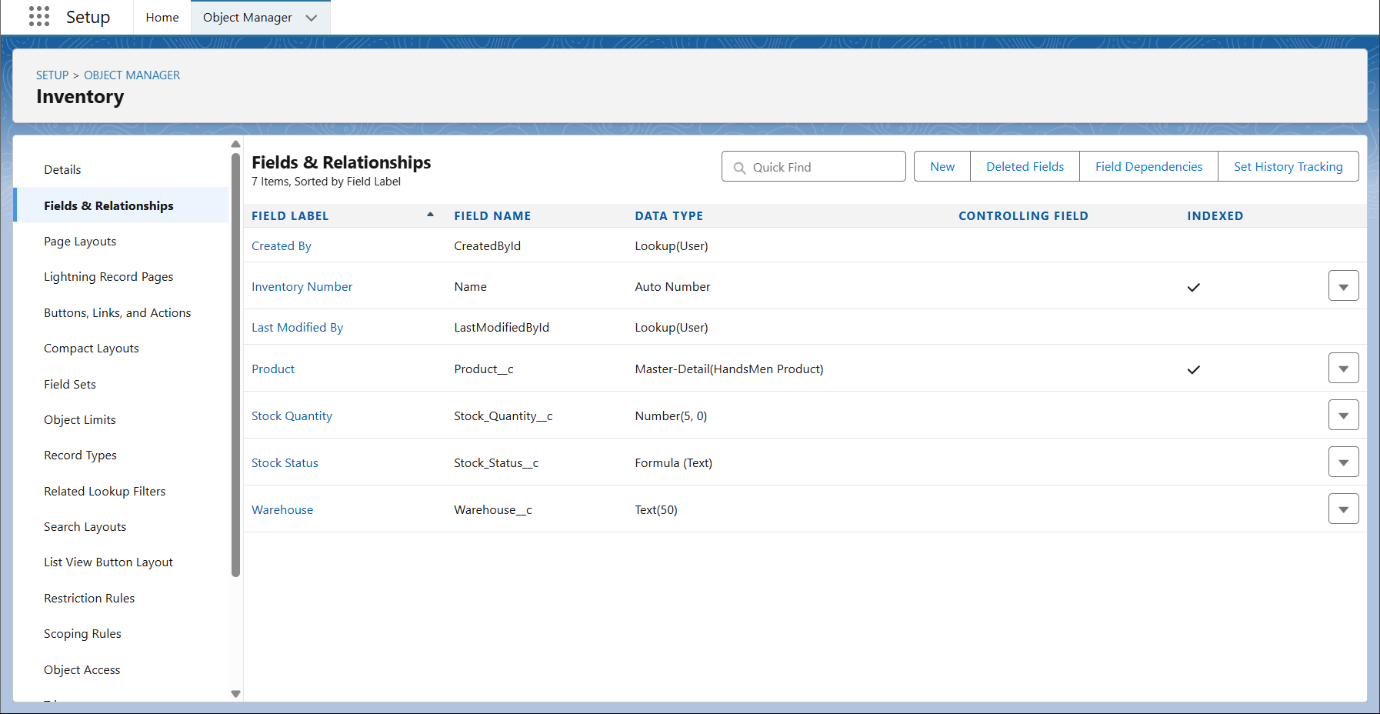 Setup
Home
Object Manager
SETUP > OBJECT MANAGER
Inventory
Details
Fields & Relationships
Page Layouts
Lightning Record Pages
Buttons, Links, and Actions
Compact Layouts
Field Sets
Object Limits
Record Types
Related Lookup Filters
Search Layouts
List View Button Layout
Restriction Rules
Scoping Rules
Object Access
Fields & Relationships
7 Items, Sorted by Field Label
Quick Find
New
Deleted Fields
Field Dependencies
Set History Tracking
FIELD LABEL FIELD NAME DATA TYPE CONTROLLING FIELD INDEXED
Created By CreatedById Lookup(User)
Inventory Number Name Auto Number
Last Modified By LastModifiedById Lookup(User)
Product Product__c Master-Detail(HandsMen Product)
Stock Quantity Stock_Quantity__c Number(5, 0)
Stock Status Stock_Status__c Formula (Text)
Warehouse Warehouse__c Text(50)